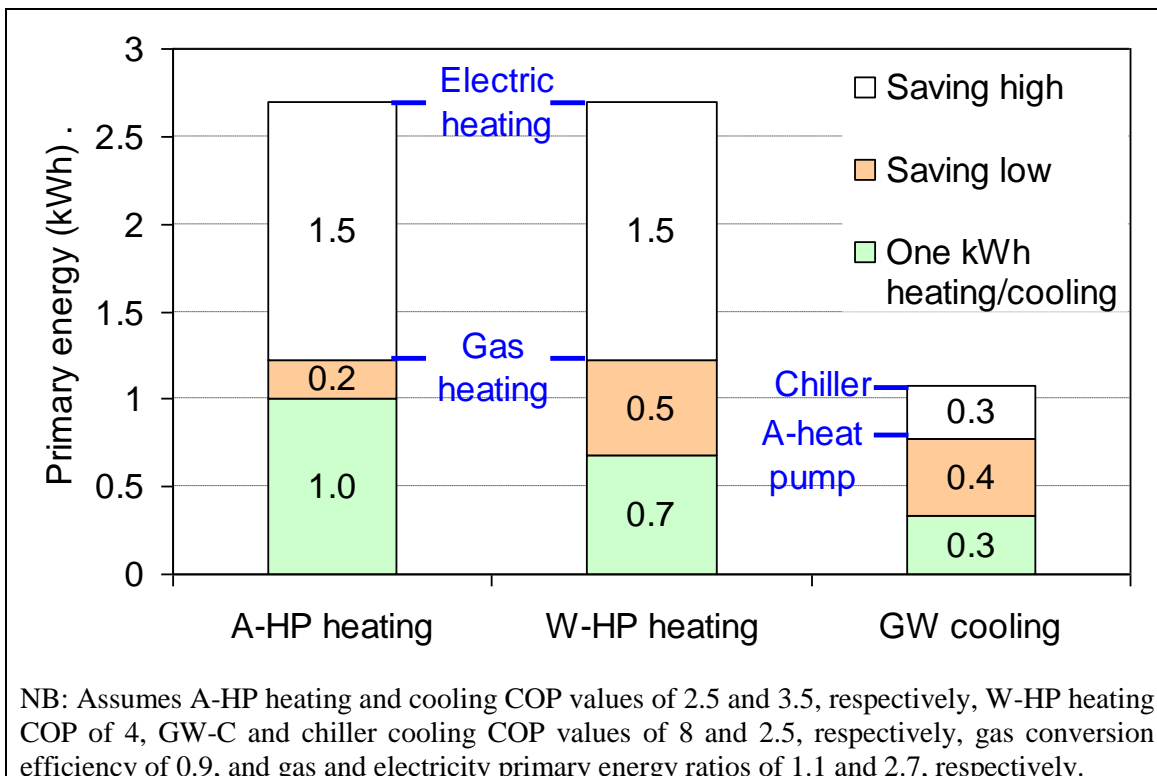 Primary energy (kWh) .
3
2.5
2
1.5
1
0.5
0
Electric
heating
Gas
heating
Chiller
A-heat
pump
Saving high
Saving low
One kWh
heating/cooling
1.5
0.2
1.0
1.5
0.5
0.7
0.3
0.4
0.3
A-HP heating
W-HP heating
GW cooling
NB: Assumes A-HP heating and cooling COP values of 2.5 and 3.5, respectively, W-HP heating
COP of 4, GW-C and chiller cooling COP values of 8 and 2.5, respectively, gas conversion
efficiency of 0.9, and gas and electricity primary energy ratios of 1.1 and 2.7, respectively.